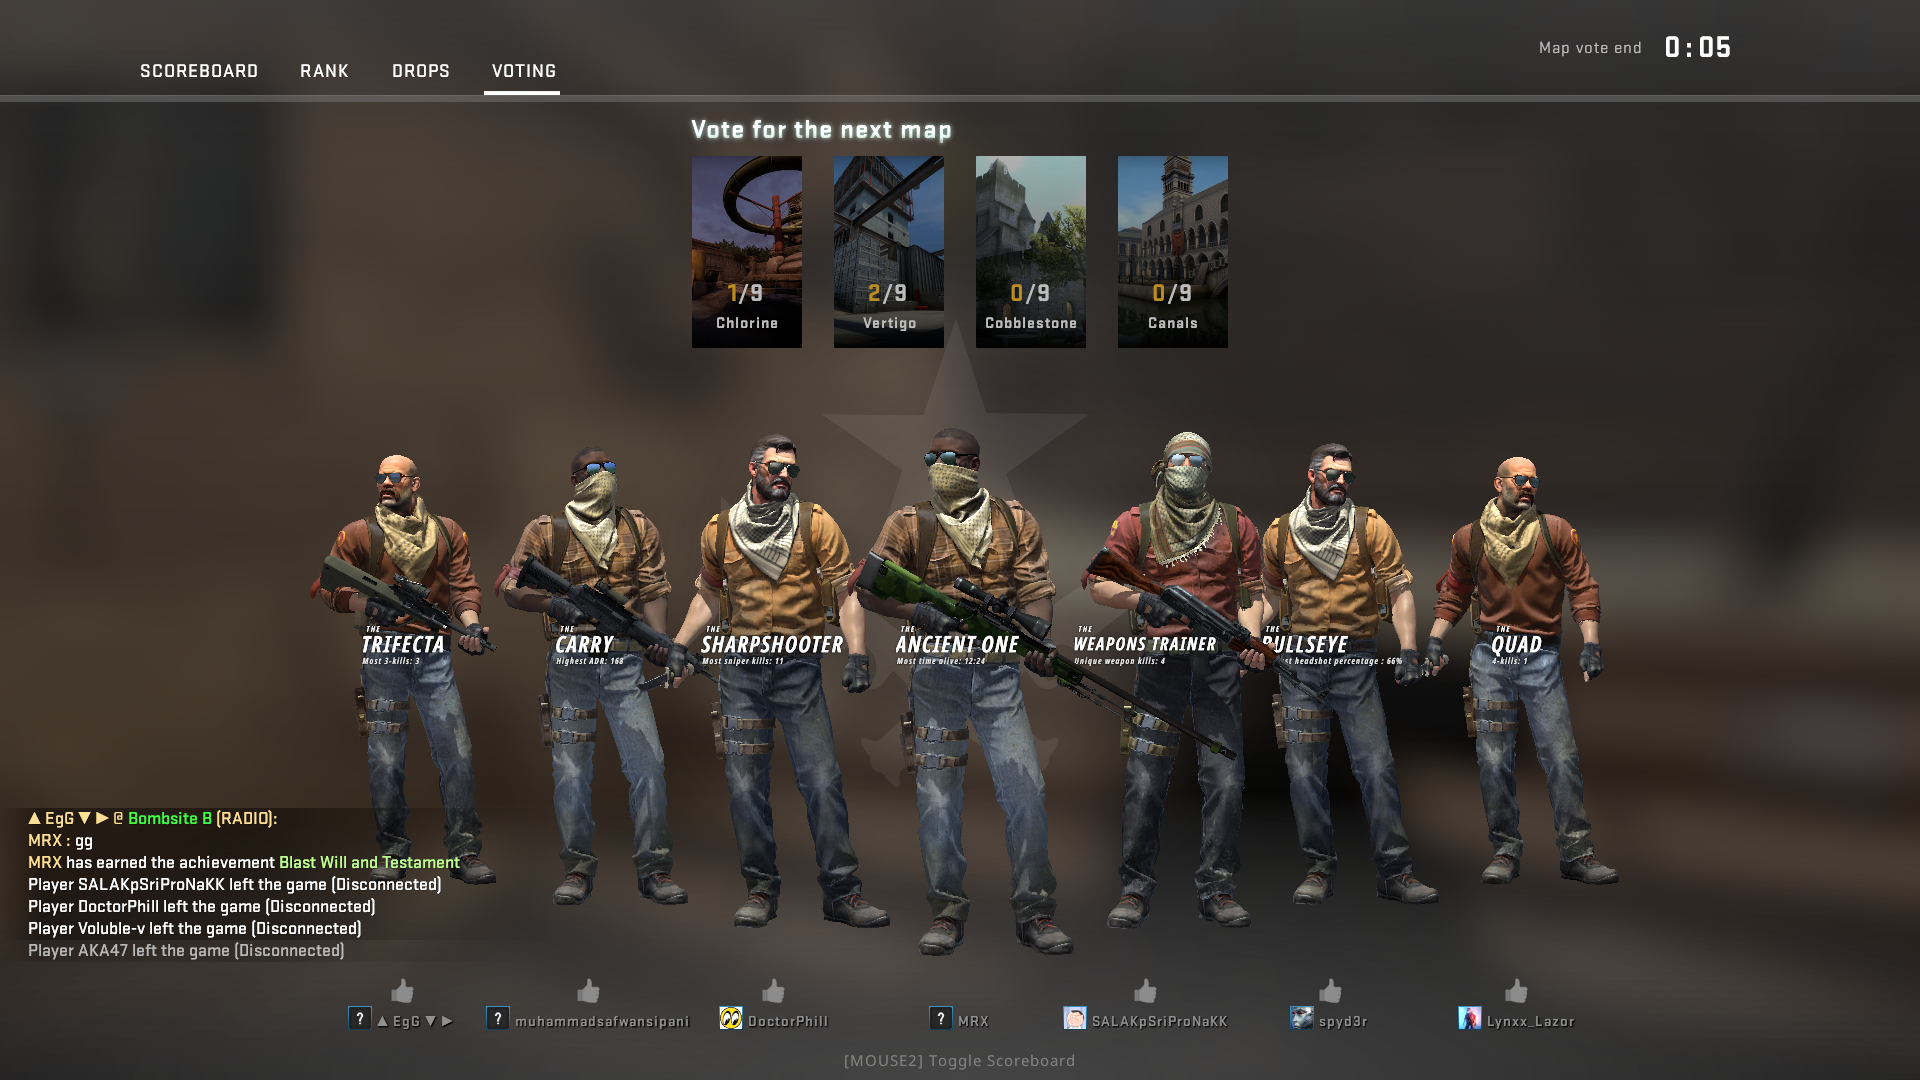 SCOREBOARD RANK DROPS VOTING
Map vote end 0:05
Vote for the next map
1/9 2/9 0/9 0/9
Chlorine Vertigo Cobblestone Canals
THE
TRIFECTA
Most 3-kills: 3
THE
CARRY
Highest ADR: 168
THE
SHARPSHOOTER
Most sniper kills: 11
THE
ANCIENT ONE
Most time alive: 12:24
THE
WEAPONS TRAINER
Unique weapon kills: 4
THE
BULLSEYE
headshot percentage : 66%
THE
QUAD
4-kills: 1
▲ EgG ▼ ► @ Bombsite B (RADIO):
MRX : gg
MRX has earned the achievement Blast Will and Testament
Player SALAKpSriProNaKK left the game (Disconnected)
Player DoctorPhill left the game (Disconnected)
Player Voluble-v left the game (Disconnected)
Player AKA47 left the game (Disconnected)
? ▲ EgG ▼ ► ? muhammadsafwansipani DoctorPhill ? MRX SALAKpSriProNaKK spyd3r Lynxx_Lazor
[MOUSE2] Toggle Scoreboard